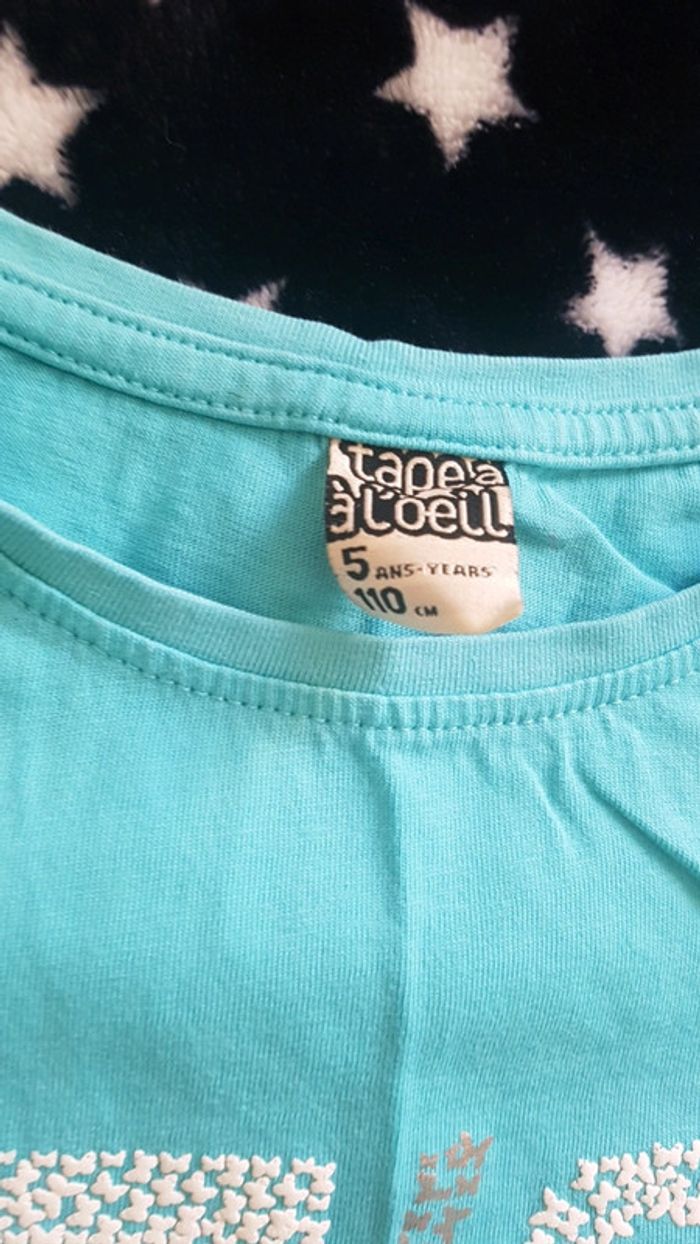 tape à
à l'oeil
5 ANS-YEARS
110 CM